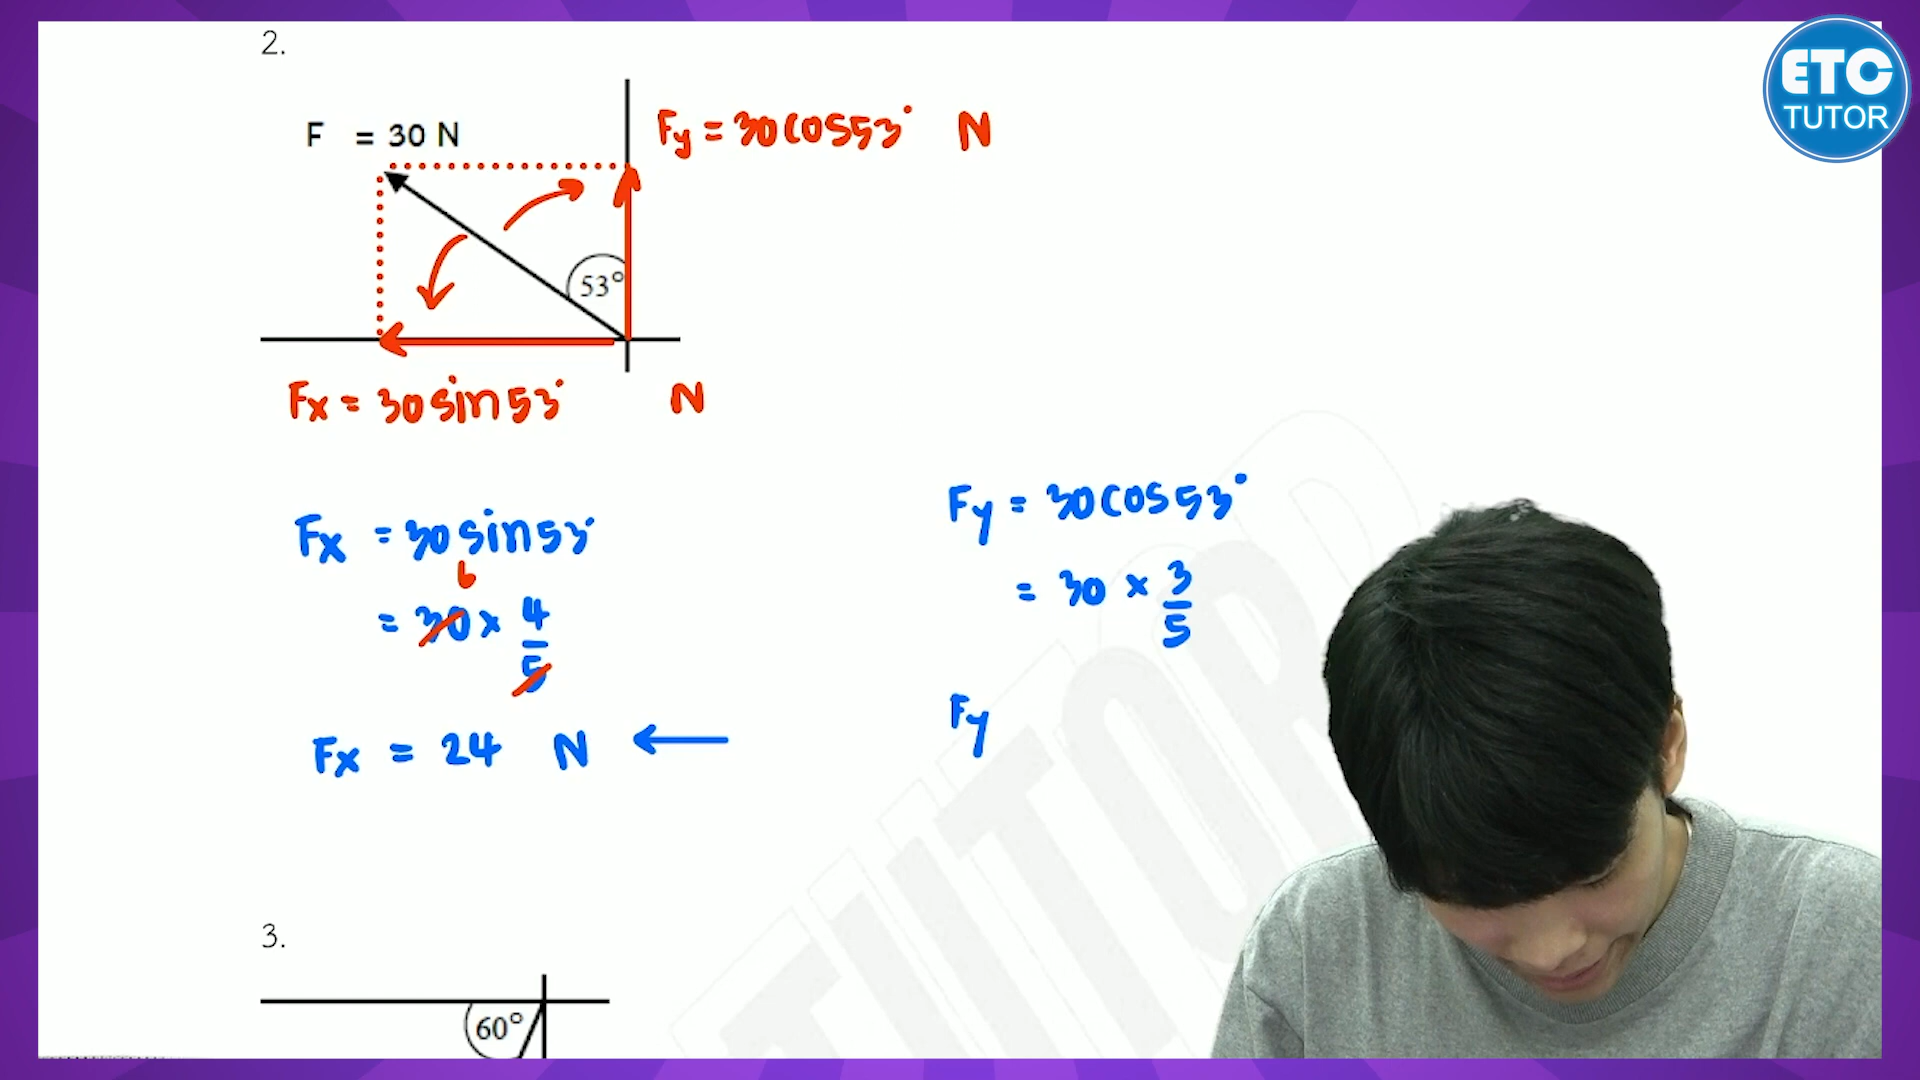 ETC
TUTOR
2.
F = 30 N
Fy = 30cos53° N
53°
Fx = 30sin53° N
Fx = 30sin53°
6
= 30 × 4/5
Fx = 24 N
Fy = 30cos53°
= 30 × 3/5
Fy
3.
60°
TUTOR